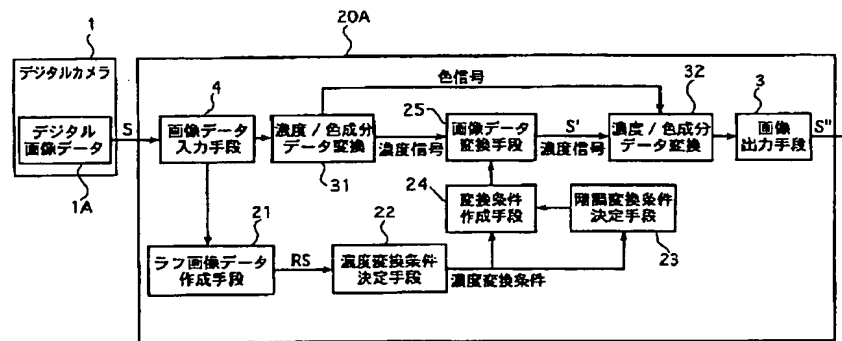 20A
1
デジタルカメラ
デジタル
画像データ
1A
S
4
画像データ
入力手段
濃度/色成分
データ変換
31
色信号
濃度信号
25
画像データ
変換手段
S'
濃度信号
32
濃度/色成分
データ変換
3
画像
出力手段
S"
24
変換条件
作成手段
階調変換条件
決定手段
23
21
ラフ画像データ
作成手段
RS
22
濃度変換条件
決定手段
濃度変換条件